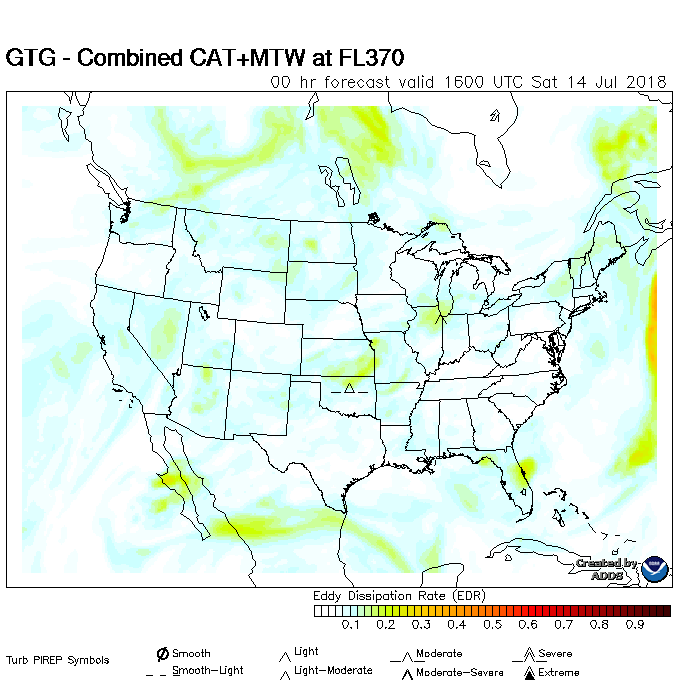 GTG - Combined CAT+MTW at FL370
00 hr forecast valid 1600 UTC Sat 14 Jul 2018
Created by
ADDS
Eddy Dissipation Rate (EDR)
0.1 0.2 0.3 0.4 0.5 0.6 0.7 0.8 0.9
Turb PIREP Symbols
Smooth
Smooth-Light
Light
Light-Moderate
Moderate
Moderate-Severe
Severe
Extreme